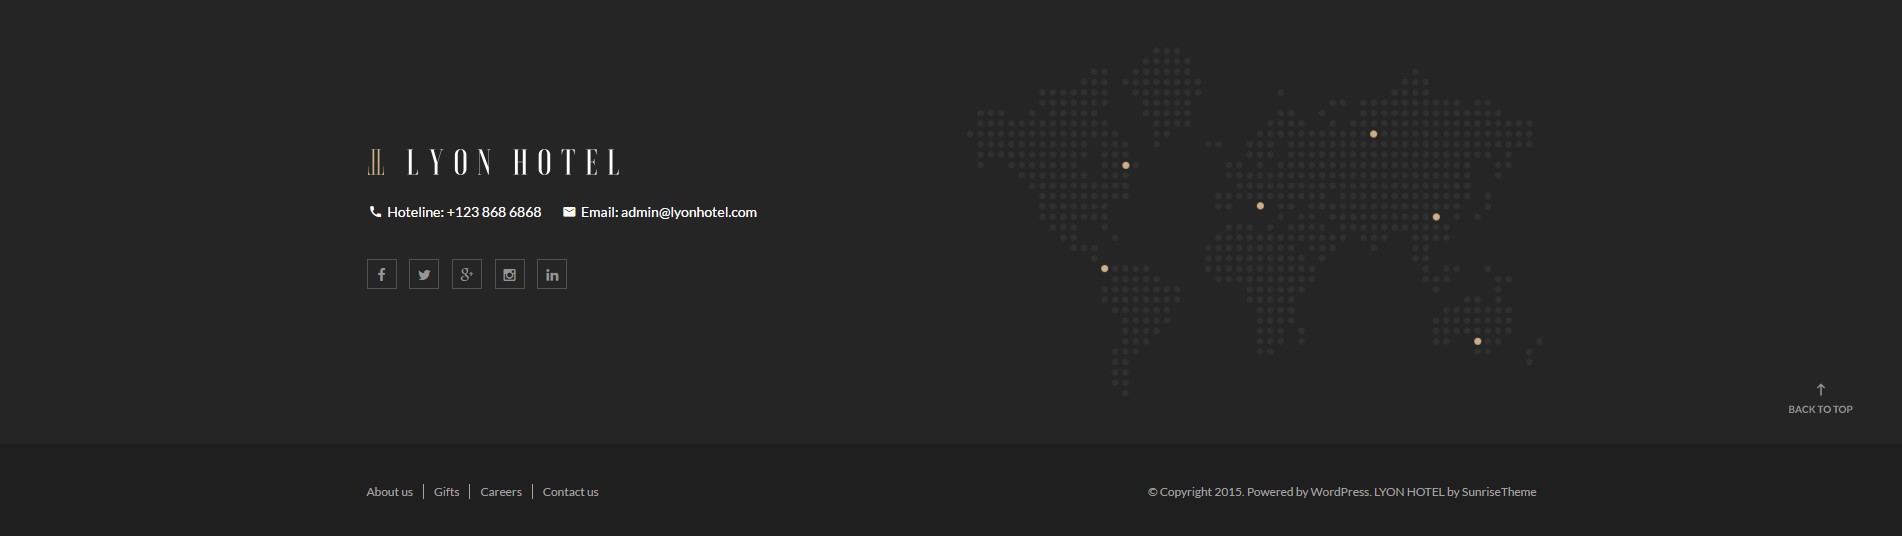 LYON HOTEL
Hoteline: +123 868 6868 Email: admin@lyonhotel.com
BACK TO TOP
About us Gifts Careers Contact us
© Copyright 2015. Powered by WordPress. LYON HOTEL by SunriseTheme